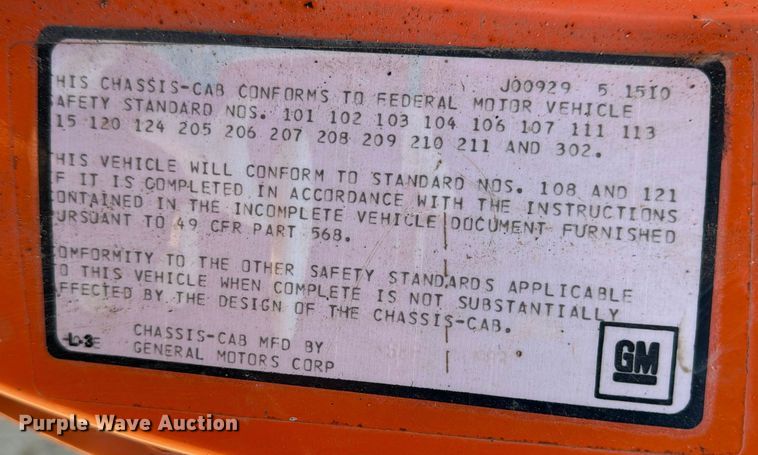 J00929 5 1510
HIS CHASSIS-CAB CONFORMS TO FEDERAL MOTOR VEHICLE
SAFETY STANDARD NOS. 101 102 103 104 106 107 111 113
15 120 124 205 206 207 208 209 210 211 AND 302.
HIS VEHICLE WILL CONFORM TO STANDARD NOS. 108 AND 121
F IT IS COMPLETED IN ACCORDANCE WITH THE INSTRUCTIONS
ONTAINED IN THE INCOMPLETE VEHICLE DOCUMENT FURNISHED
URSUANT TO 49 CFR PART 568.
ONFORMITY TO THE OTHER SAFETY STANDARDS APPLICABLE
O THIS VEHICLE WHEN COMPLETE IS NOT SUBSTANTIALLY
FFECTED BY THE DESIGN OF THE CHASSIS-CAB.
CHASSIS-CAB MFD BY
GENERAL MOTORS CORP
GM
Purple Wave Auction